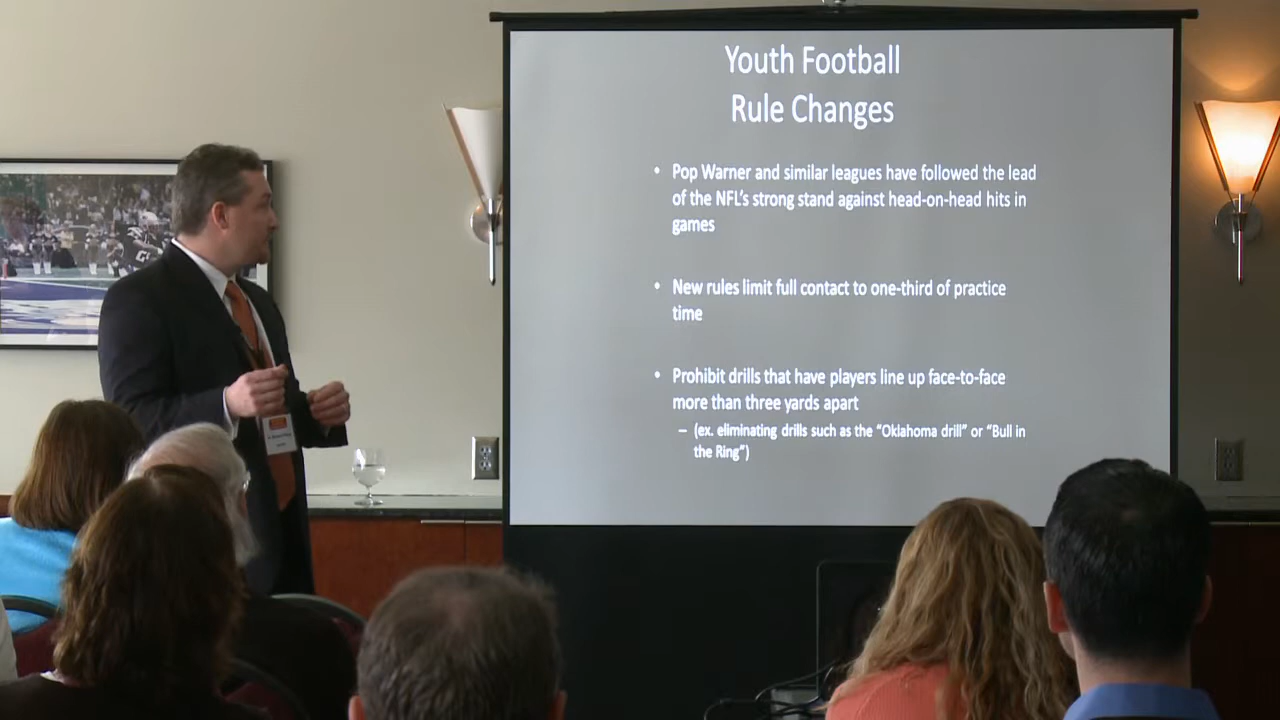 Youth Football
Rule Changes
• Pop Warner and similar leagues have followed the lead
of the NFL's strong stand against head-on-head hits in
games
• New rules limit full contact to one-third of practice
time
• Prohibit drills that have players line up face-to-face
more than three yards apart
– (ex. eliminating drills such as the “Oklahoma drill” or “Bull in
the Ring”)